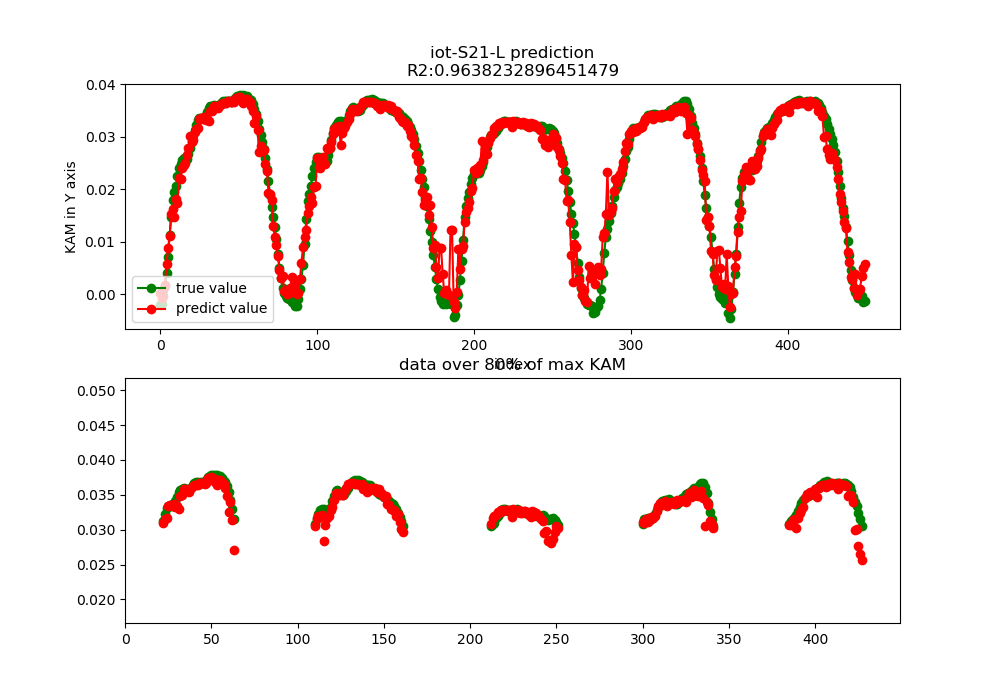 iot-S21-L prediction
R2:0.9638232896451479
0.04
0.03
0.02
0.01
0.00
KAM in Y axis
true value
predict value
0 100 200 300 400
index
data over 80% of max KAM
0.050
0.045
0.040
0.035
0.030
0.025
0.020
0 50 100 150 200 250 300 350 400